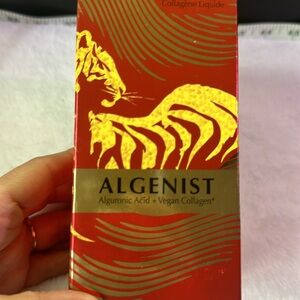 Collagène Liquide
ALGENIST
Alguronic Acid + Vegan Collagen*